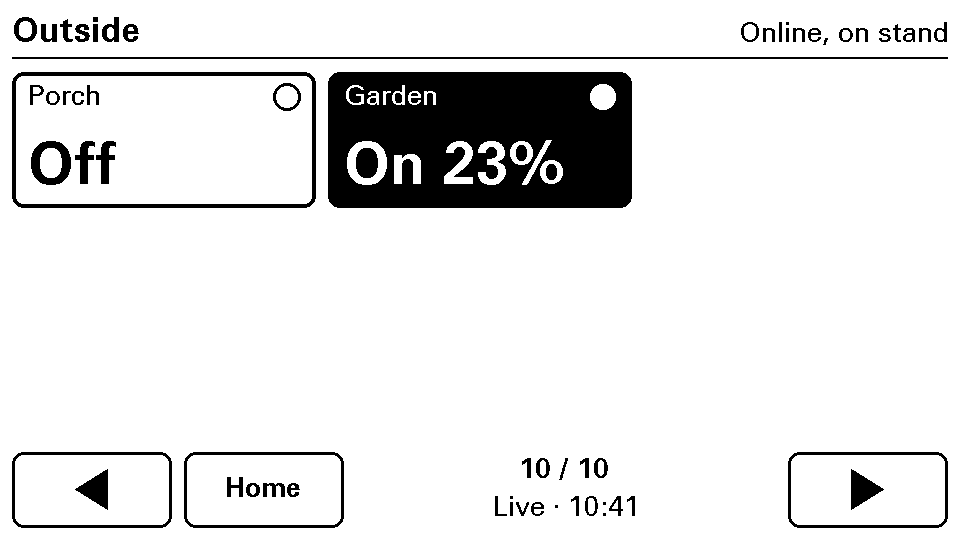 Outside
Online, on stand
Porch
Off
Garden
On 23%
Home
10 / 10
Live · 10:41